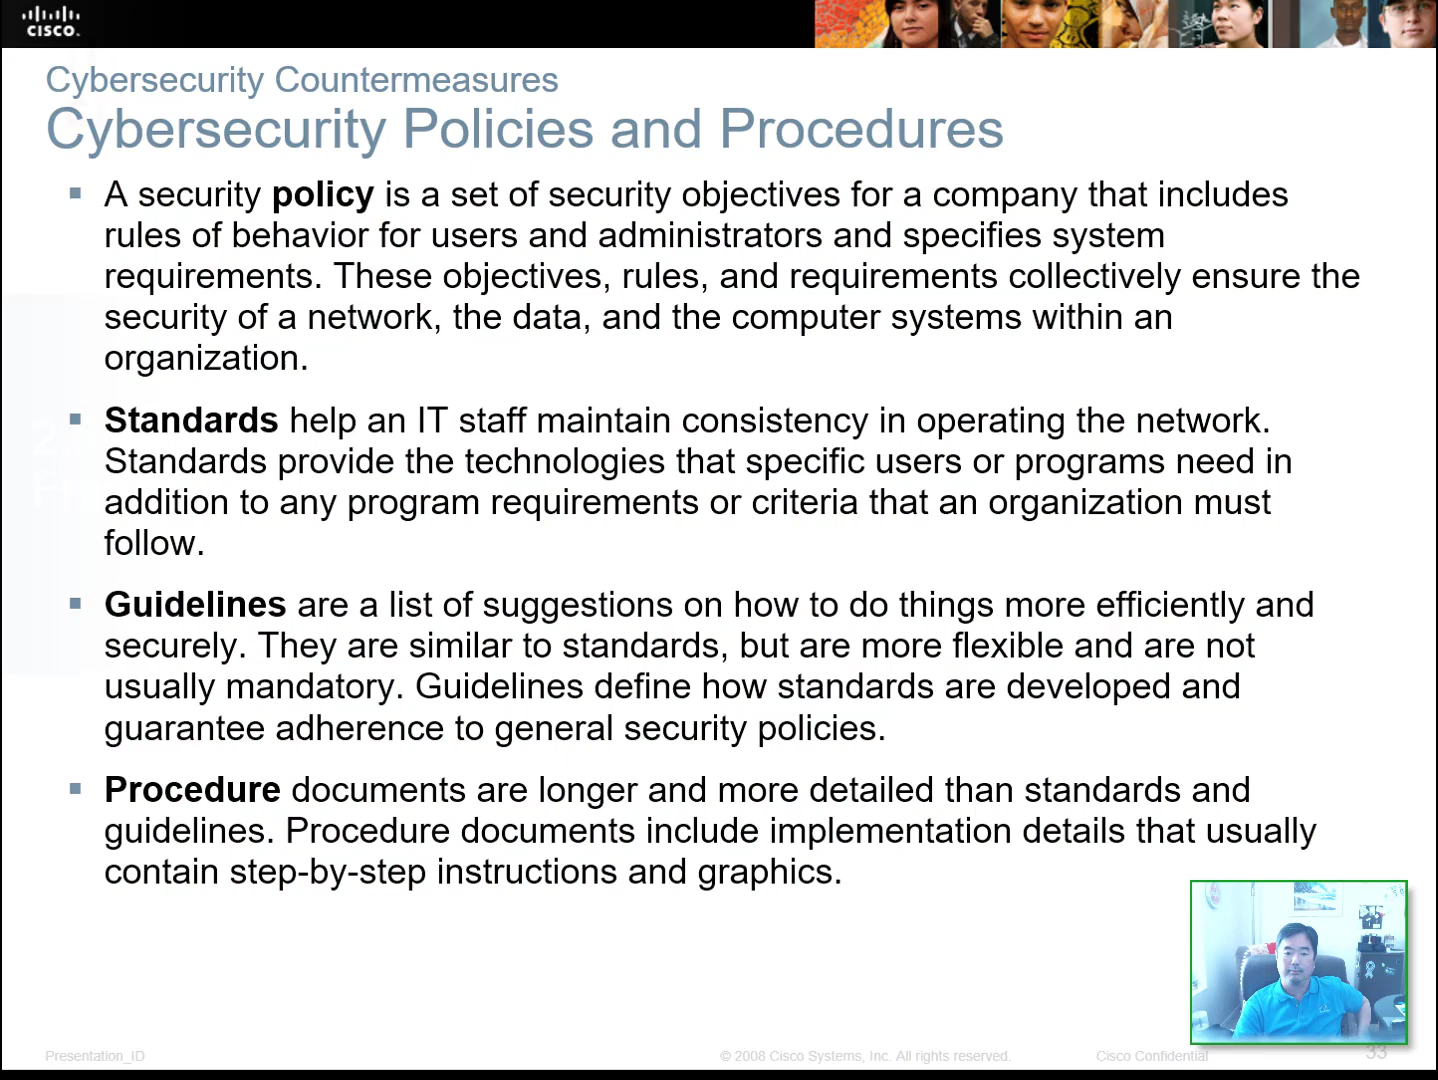 CISCO.
Cybersecurity Countermeasures
Cybersecurity Policies and Procedures
A security policy is a set of security objectives for a company that includes
rules of behavior for users and administrators and specifies system
requirements. These objectives, rules, and requirements collectively ensure the
security of a network, the data, and the computer systems within an
organization.
Standards help an IT staff maintain consistency in operating the network.
Standards provide the technologies that specific users or programs need in
addition to any program requirements or criteria that an organization must
follow.
Guidelines are a list of suggestions on how to do things more efficiently and
securely. They are similar to standards, but are more flexible and are not
usually mandatory. Guidelines define how standards are developed and
guarantee adherence to general security policies.
Procedure documents are longer and more detailed than standards and
guidelines. Procedure documents include implementation details that usually
contain step-by-step instructions and graphics.
Presentation_ID © 2008 Cisco Systems, Inc. All rights reserved. Cisco Confidential 33